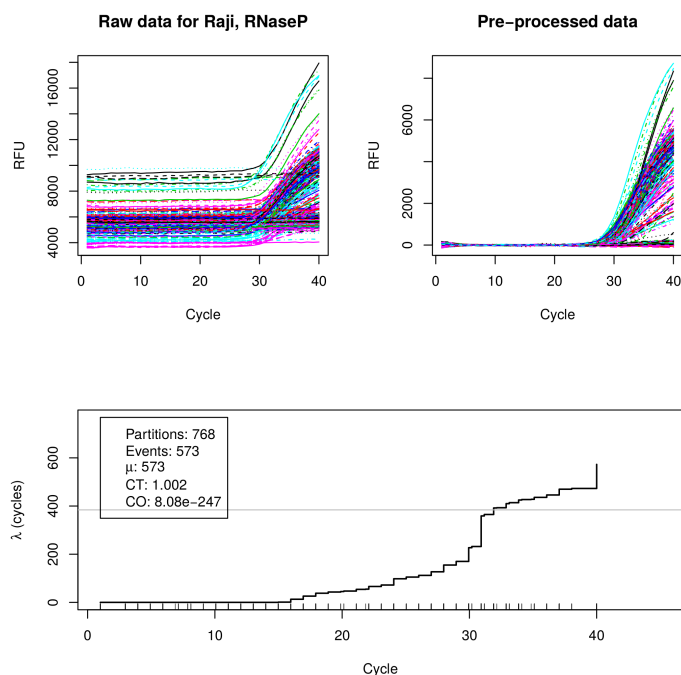 Raw data for Raji, RNaseP
Pre−processed data
RFU
4000 8000 12000 16000
0 10 20 30 40
Cycle
RFU
0 2000 6000
0 10 20 30 40
Cycle
Partitions: 768
Events: 573
μ: 573
CT: 1.002
CO: 8.08e−247
λ (cycles)
0 200 400 600
0 10 20 30 40
Cycle